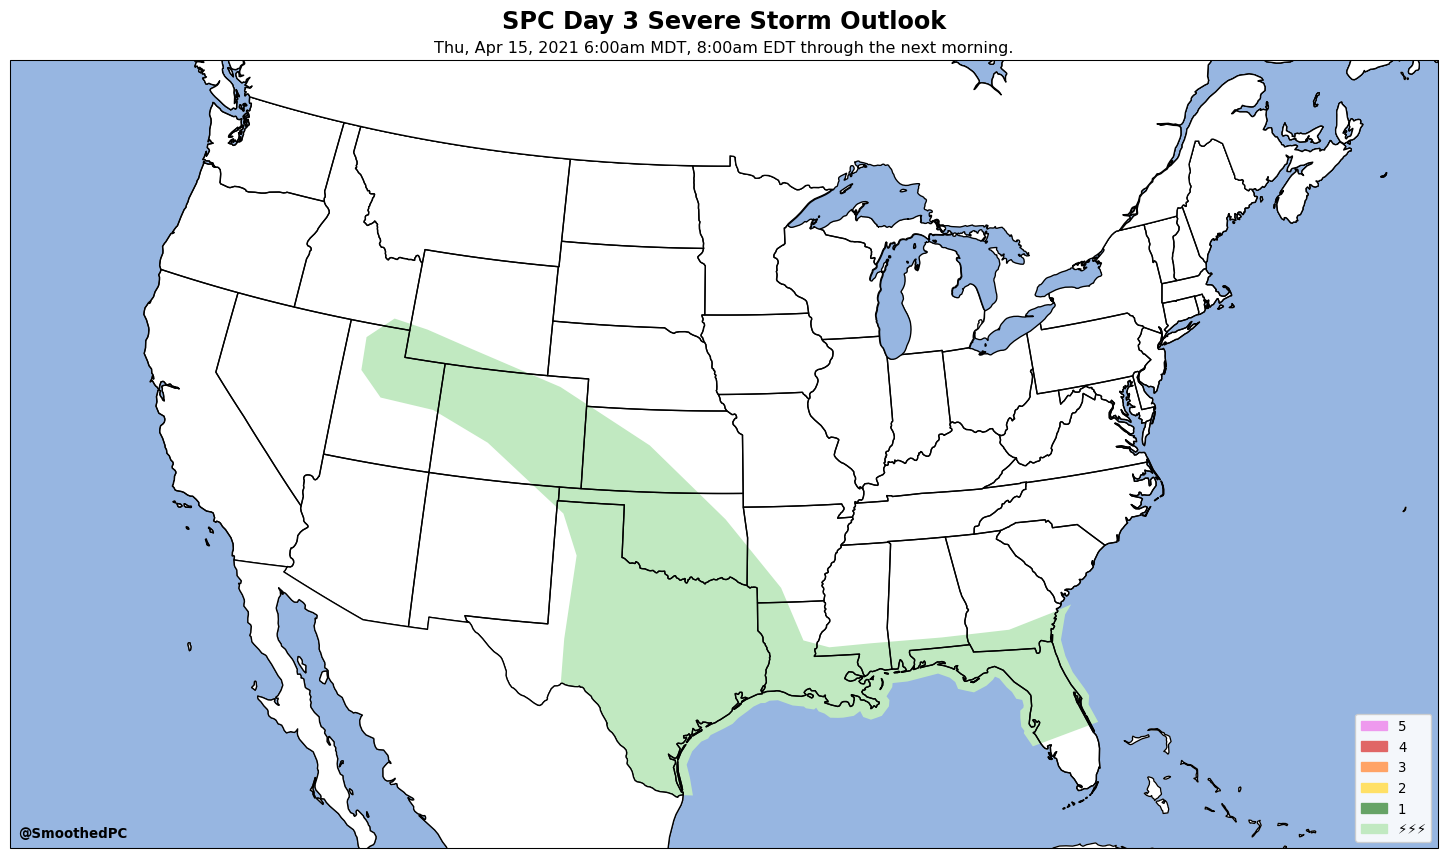 SPC Day 3 Severe Storm Outlook
Thu, Apr 15, 2021 6:00am MDT, 8:00am EDT through the next morning.
5
4
3
2
1
⚡⚡⚡
@SmoothedPC